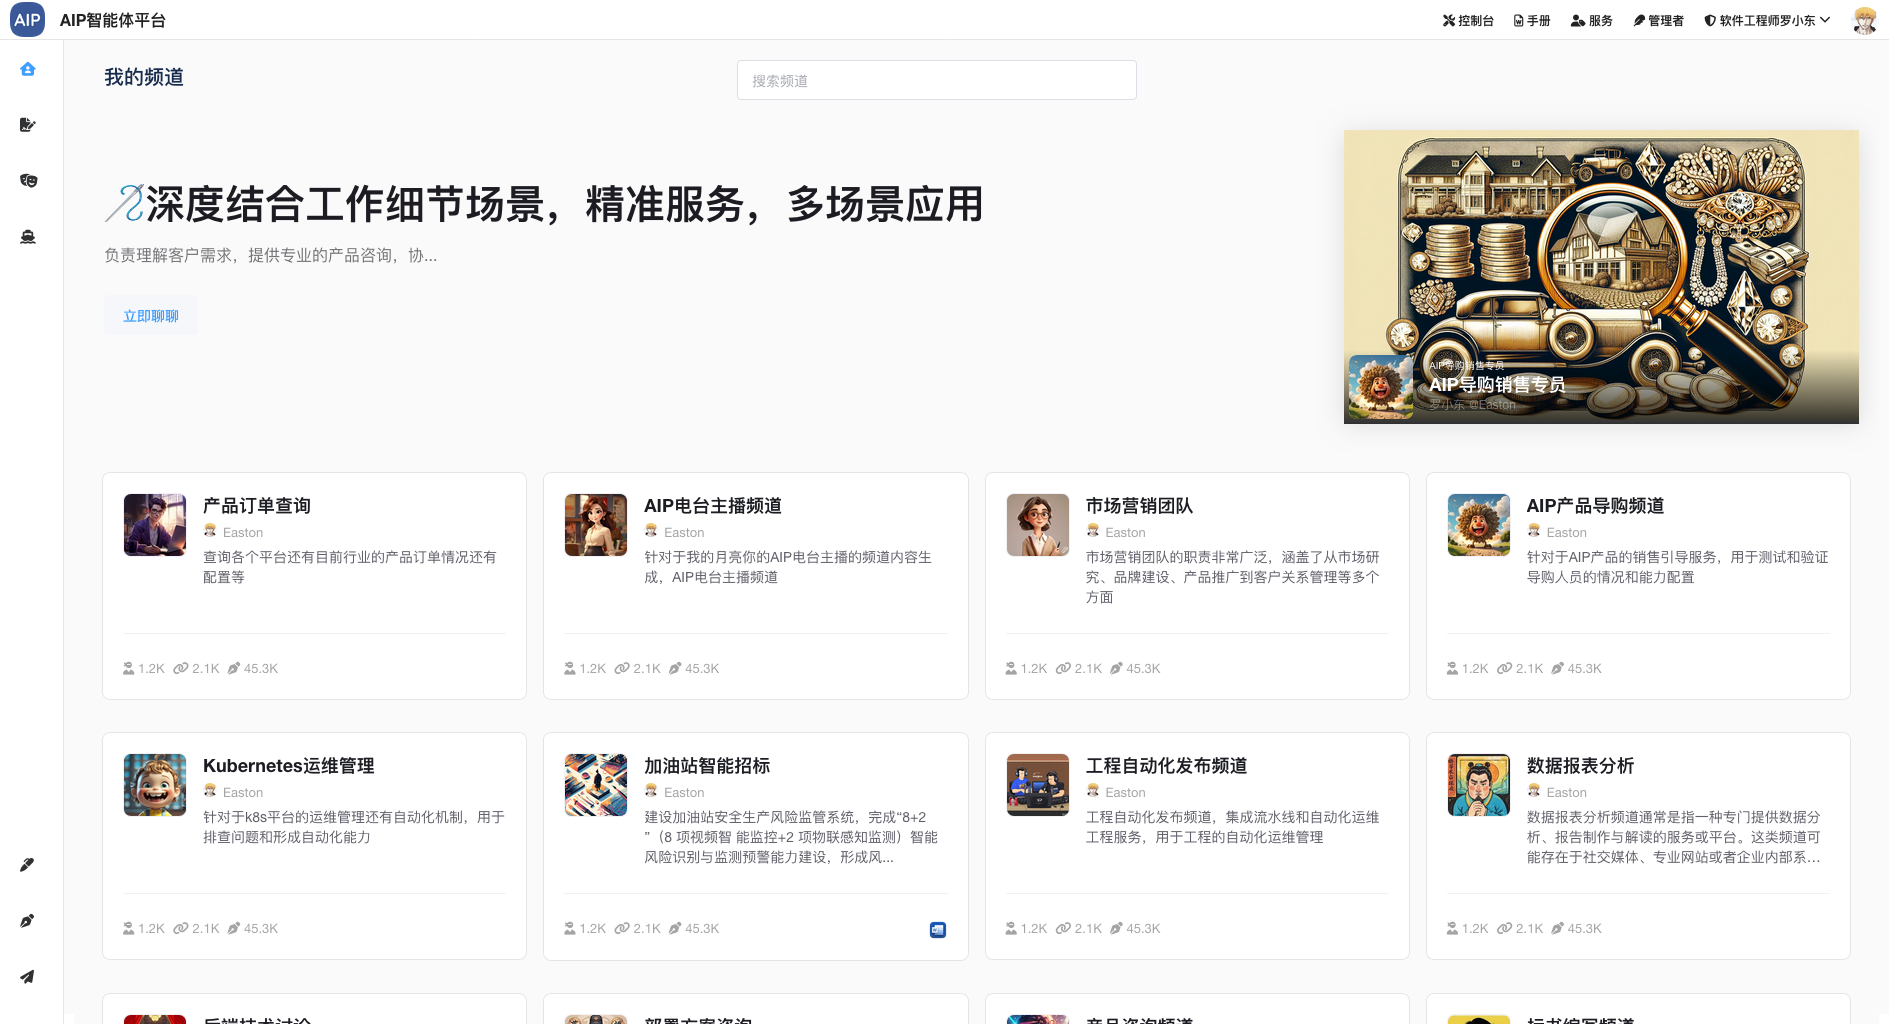 AIP
AIP智能体平台
控制台
手册
服务
管理者
软件工程师罗小东
我的频道
搜索频道
深度结合工作细节场景，精准服务，多场景应用
负责理解客户需求，提供专业的产品咨询，协...
立即聊聊
AIP导购销售专员
AIP导购销售专员
罗小东 @Easton
产品订单查询
Easton
查询各个平台还有目前行业的产品订单情况还有
配置等
1.2K 2.1K 45.3K
AIP电台主播频道
Easton
针对于我的月亮你的AIP电台主播的频道内容生
成，AIP电台主播频道
1.2K 2.1K 45.3K
市场营销团队
Easton
市场营销团队的职责非常广泛，涵盖了从市场研
究、品牌建设、产品推广到客户关系管理等多个
方面
1.2K 2.1K 45.3K
AIP产品导购频道
Easton
针对于AIP产品的销售引导服务，用于测试和验证
导购人员的情况和能力配置
1.2K 2.1K 45.3K
Kubernetes运维管理
Easton
针对于k8s平台的运维管理还有自动化机制，用于
排查问题和形成自动化能力
1.2K 2.1K 45.3K
加油站智能招标
Easton
建设加油站安全生产风险监管系统，完成“8+2
”（8 项视频智 能监控+2 项物联感知监测）智能
风险识别与监测预警能力建设，形成风...
1.2K 2.1K 45.3K
工程自动化发布频道
Easton
工程自动化发布频道，集成流水线和自动化运维
工程服务，用于工程的自动化运维管理
1.2K 2.1K 45.3K
数据报表分析
Easton
数据报表分析频道通常是指一种专门提供数据分
析、报告制作与解读的服务或平台。这类频道可
能存在于社交媒体、专业网站或者企业内部系...
1.2K 2.1K 45.3K
后端技术讨论
部署方案咨询
产品咨询频道
标书编写频道